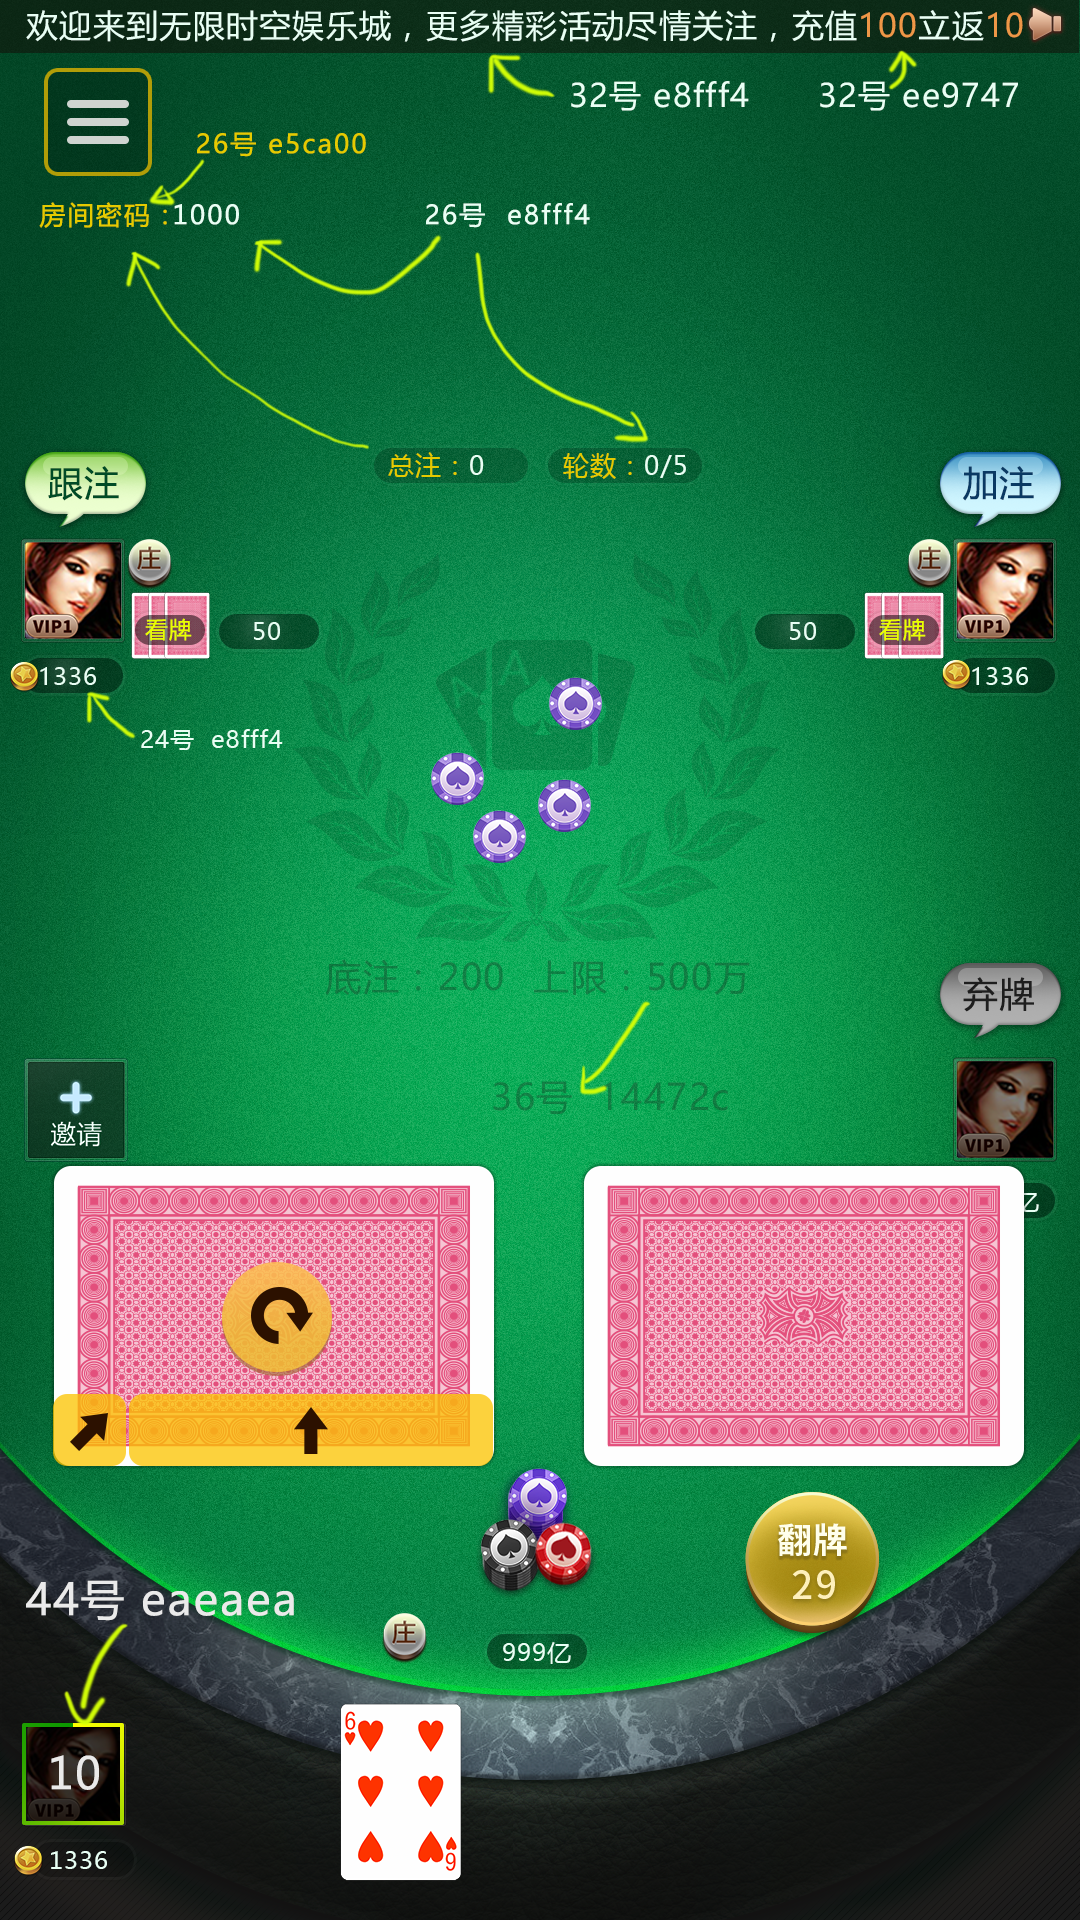 欢迎来到无限时空娱乐城，更多精彩活动尽情关注，充值100立返10
32号 e8fff4
32号 ee9747
26号 e5ca00
房间密码：1000
26号 e8fff4
总注：0
轮数：0/5
跟注
加注
庄
庄
VIP1
看牌
50
50
看牌
VIP1
1336
1336
24号 e8fff4
A
A
底注：200 上限：500万
弃牌
36号 14472c
邀请
VIP1
亿
翻牌
29
44号 eaeaea
庄
999亿
6
10
VIP1
6
1336